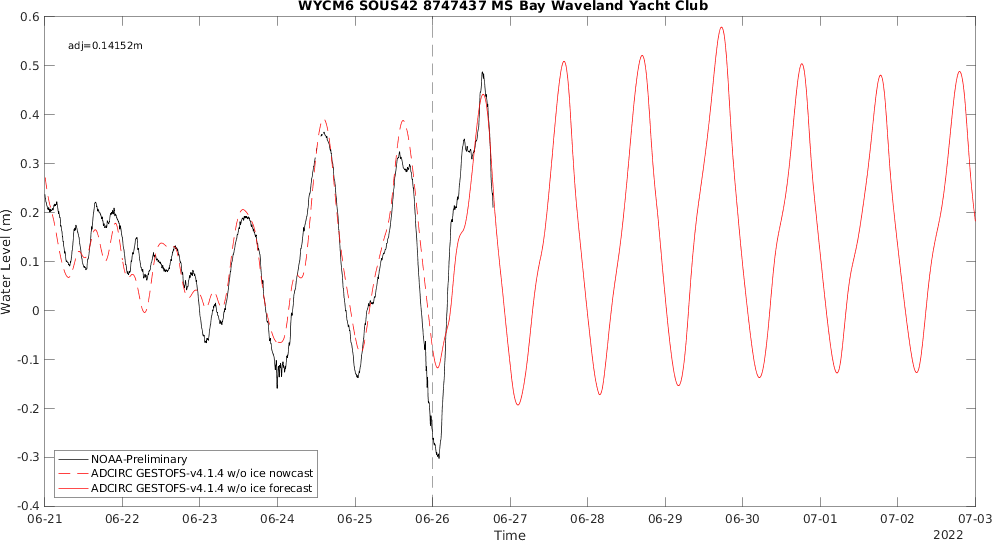 WYCM6 SOUS42 8747437 MS Bay Waveland Yacht Club
adj=0.14152m
Water Level (m)
0.6
0.5
0.4
0.3
0.2
0.1
0
-0.1
-0.2
-0.3
-0.4
NOAA-Preliminary
ADCIRC GESTOFS-v4.1.4 w/o ice nowcast
ADCIRC GESTOFS-v4.1.4 w/o ice forecast
06-21 06-22 06-23 06-24 06-25 06-26 06-27 06-28 06-29 06-30 07-01 07-02 07-03
Time
2022